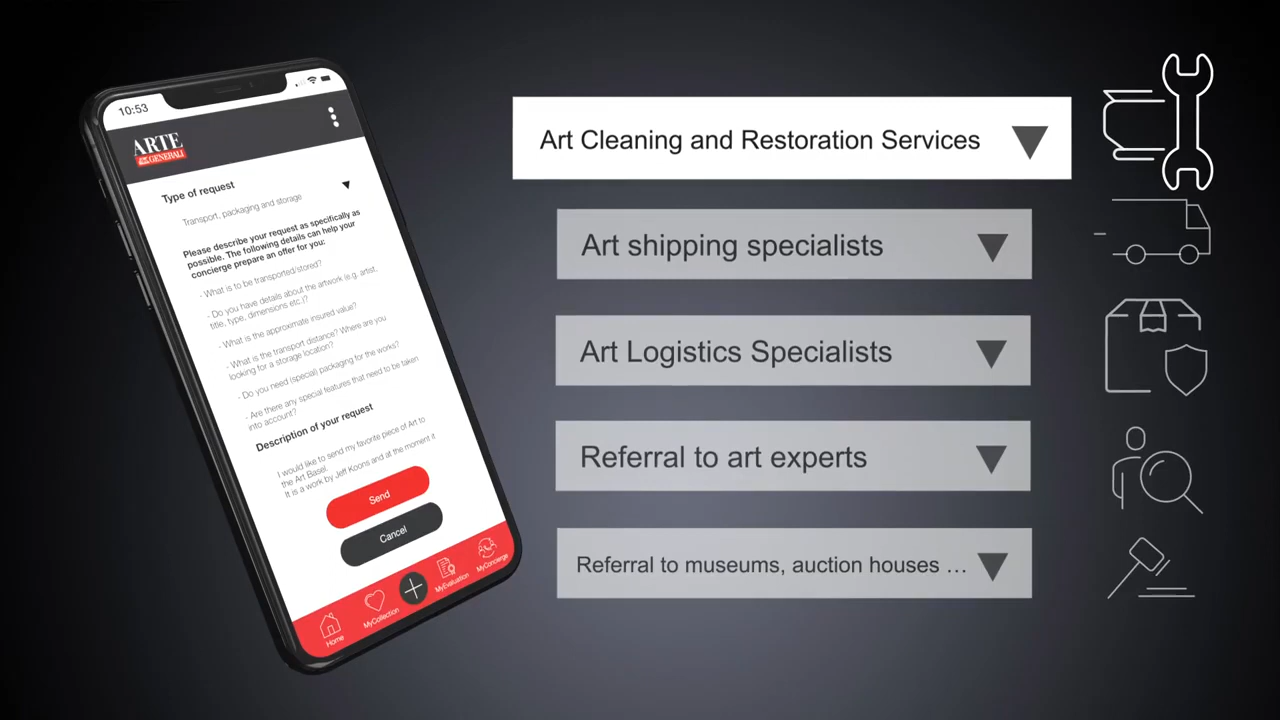 10:53
ARTE
GENERALI
Type of request
Transport, packaging and storage
Please describe your request as specifically as
possible. The following details can help your
concierge prepare an offer for you:
- What is to be transported/stored?
- Do you have details about the artwork (e.g. artist,
title, type, dimensions etc.)?
- What is the approximate insured value?
- What is the transport distance? Where are you
looking for a storage location?
- Do you need (special) packaging for the works?
- Are there any special features that need to be taken
into account?
Description of your request
I would like to send my favorite piece of Art to
the Art Basel.
It is a work by Jeff Koons and at the moment it
Send
Cancel
Home
MyCollection
MyEvaluation
MyConcierge
Art Cleaning and Restoration Services
Art shipping specialists
Art Logistics Specialists
Referral to art experts
Referral to museums, auction houses ...